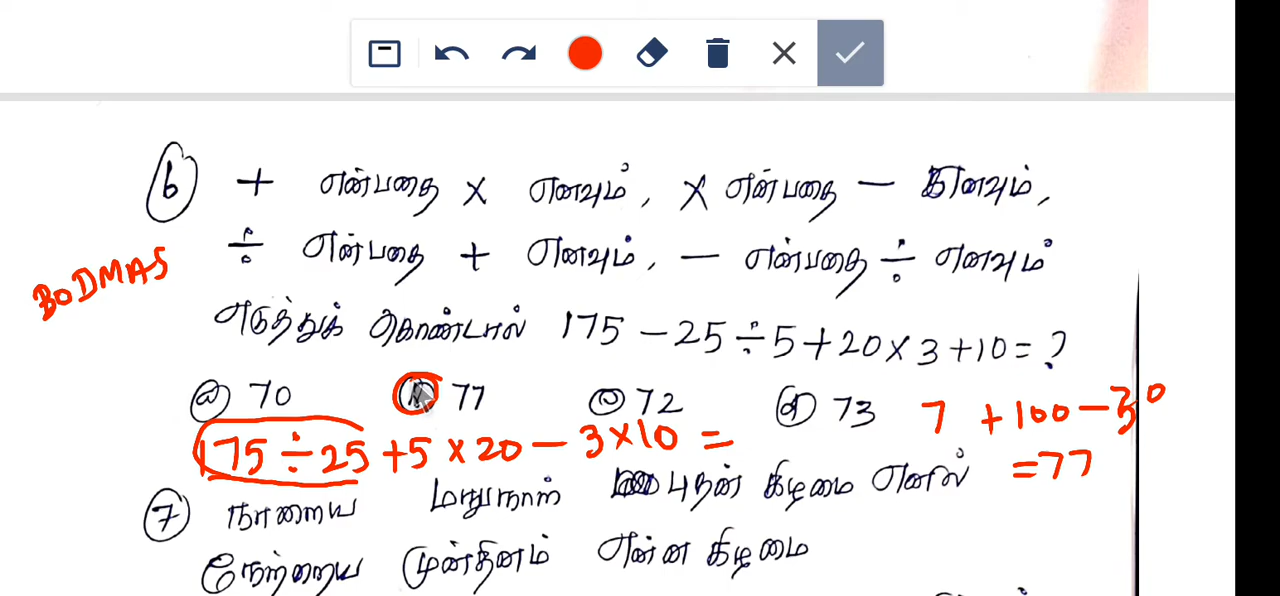 6 + என்பதை × எனவும், × என்பதை − எனவும்,
÷ என்பதை + எனவும், − என்பதை ÷ எனவும்
BODMAS
எடுத்துக் கொண்டால் 175 − 25 ÷ 5 + 20 × 3 + 10 = ?
70 77 72 73
7 + 100 − 30
175 ÷ 25 + 5 × 20 − 3 × 10 =
= 77
7 நாளைய மறுநாள் புதன் கிழமை எனில்
நேற்றைய முன்தினம் என்ன கிழமை